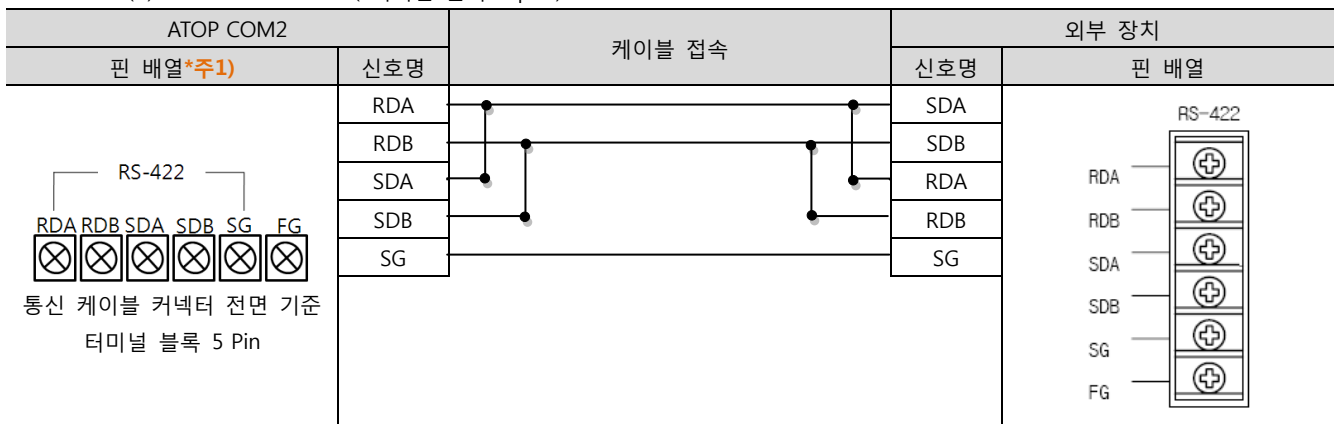 ATOP COM2
케이블 접속
외부 장치
핀 배열*주1)
신호명
신호명
핀 배열
RDA
SDA
RDB
SDB
SDA
RDA
SDB
RDB
SG
SG
RS-422
RDA RDB SDA SDB SG FG
통신 케이블 커넥터 전면 기준
터미널 블록 5 Pin
RS-422
RDA
RDB
SDA
SDB
SG
FG